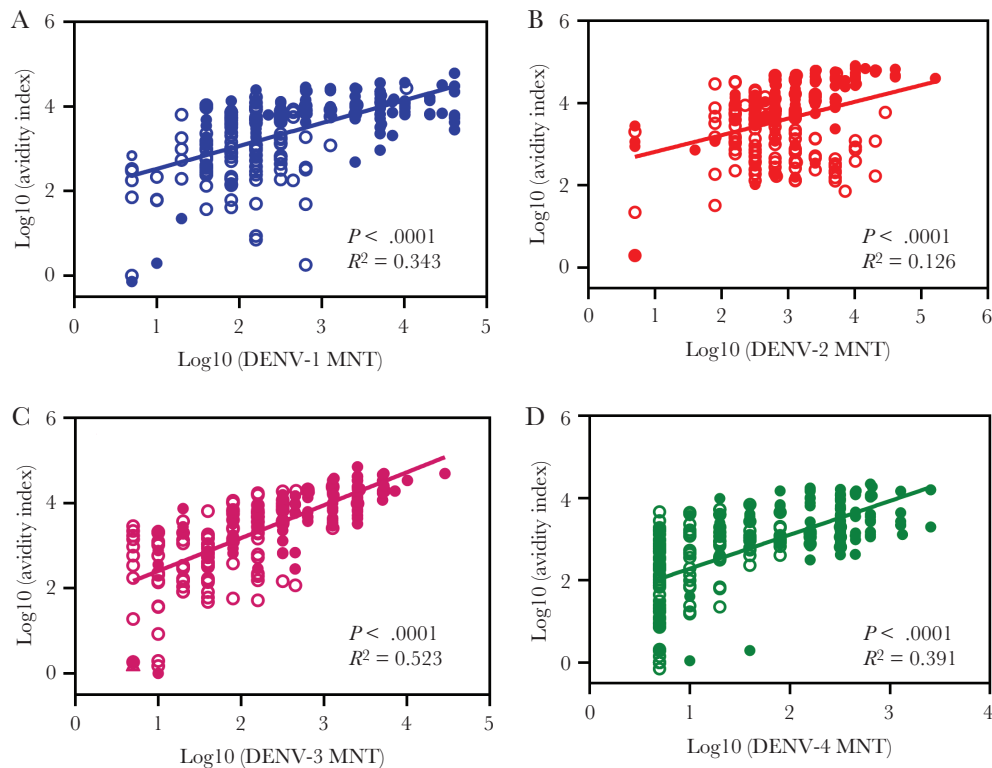 A
6
4
2
0
0
1
2
3
4
5
Log10 (avidity index)
Log10 (DENV-1 MNT)
P < .0001
R² = 0.343
B
6
4
2
0
0
1
2
3
4
5
6
Log10 (avidity index)
Log10 (DENV-2 MNT)
P < .0001
R² = 0.126
C
6
4
2
0
0
1
2
3
4
5
Log10 (avidity index)
Log10 (DENV-3 MNT)
P < .0001
R² = 0.523
D
6
4
2
0
0
1
2
3
4
Log10 (avidity index)
Log10 (DENV-4 MNT)
P < .0001
R² = 0.391